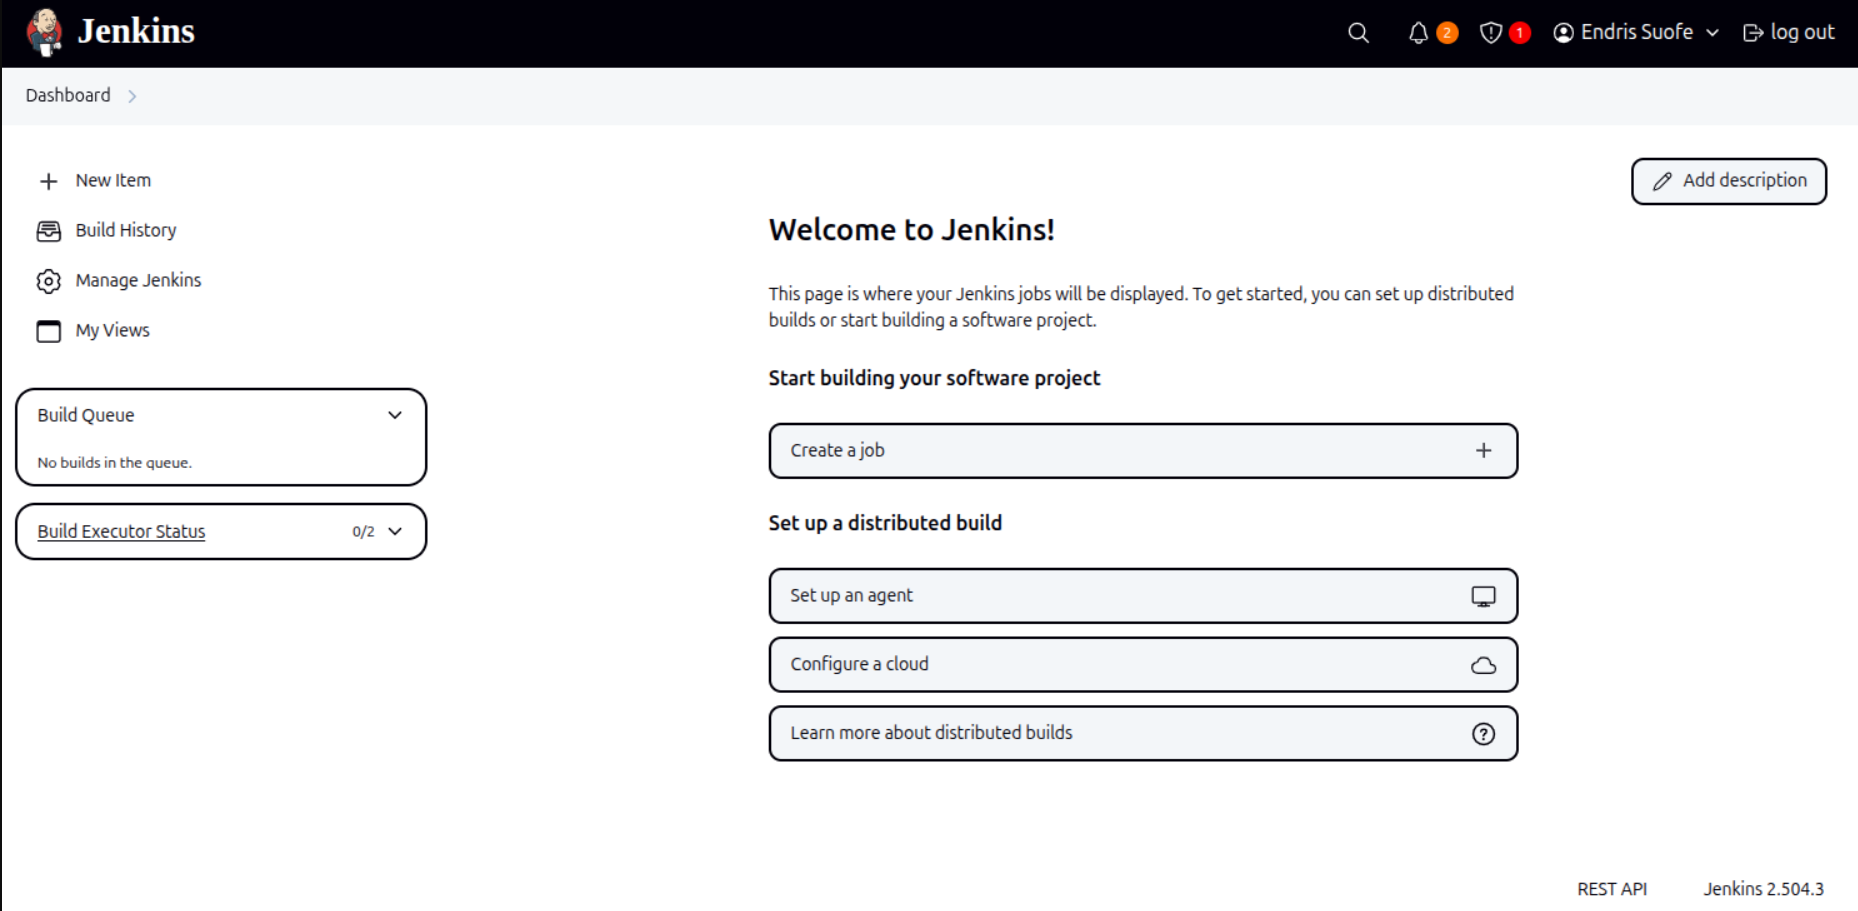 Jenkins
2
1
Endris Suofe
log out
Dashboard
New Item
Build History
Manage Jenkins
My Views
Build Queue
No builds in the queue.
Build Executor Status
0/2
Add description
Welcome to Jenkins!
This page is where your Jenkins jobs will be displayed. To get started, you can set up distributed
builds or start building a software project.
Start building your software project
Create a job
Set up a distributed build
Set up an agent
Configure a cloud
Learn more about distributed builds
REST API
Jenkins 2.504.3